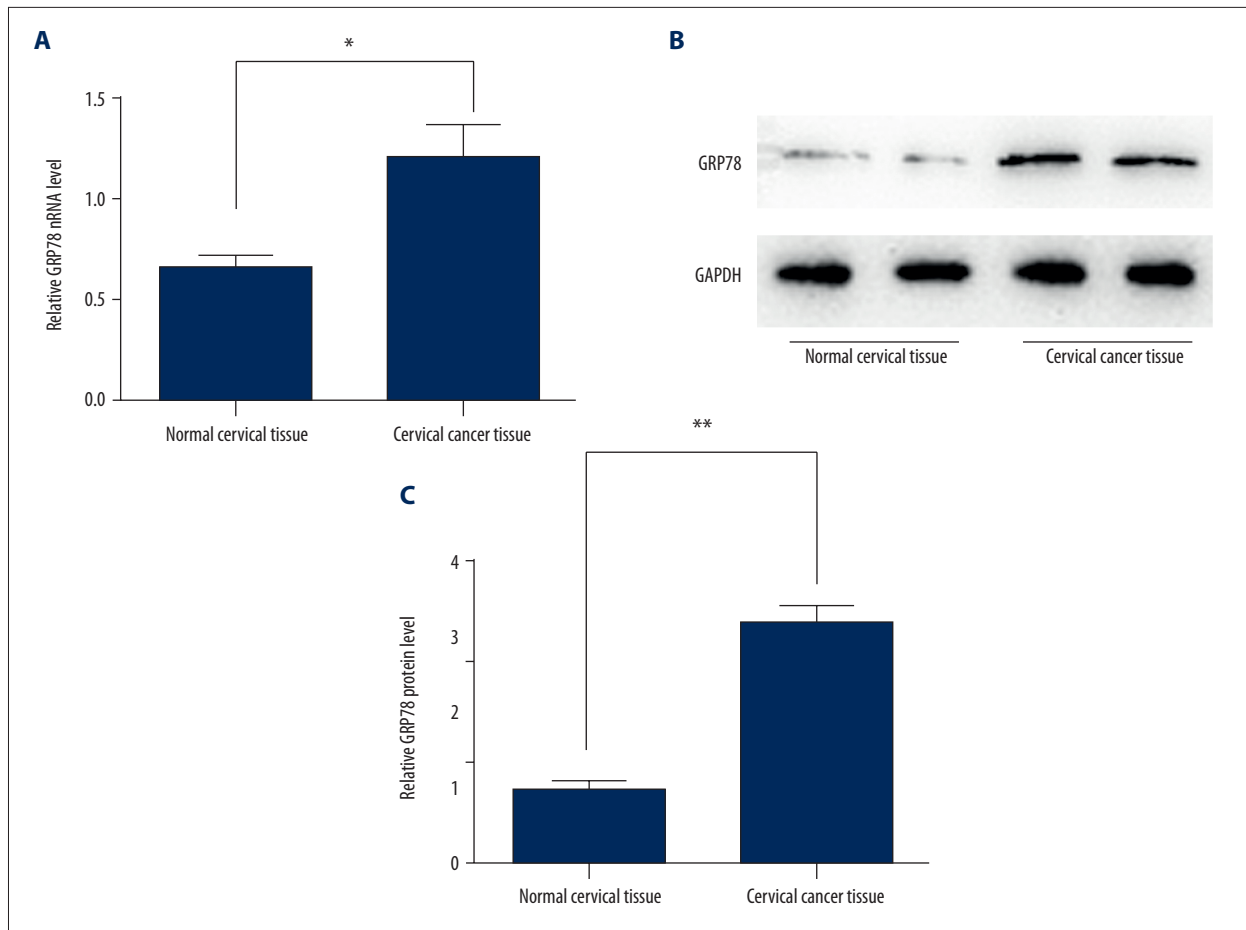 A
*
Relative GRP78 nRNA level
1.5
1.0
0.5
0.0
Normal cervical tissue
Cervical cancer tissue
B
GRP78
GAPDH
Normal cervical tissue
Cervical cancer tissue
C
**
Relative GRP78 protein level
4
3
2
1
0
Normal cervical tissue
Cervical cancer tissue